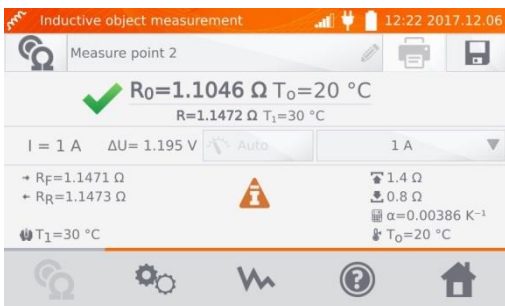 Inductive object measurement 12:22 2017.12.06
Measure point 2
R0=1.1046 Ω To=20 °C
R=1.1472 Ω T1=30 °C
I = 1 A ΔU= 1.195 V Auto 1 A
RF=1.1471 Ω 1.4 Ω
RR=1.1473 Ω 0.8 Ω
α=0.00386 K⁻¹
T1=30 °C To=20 °C